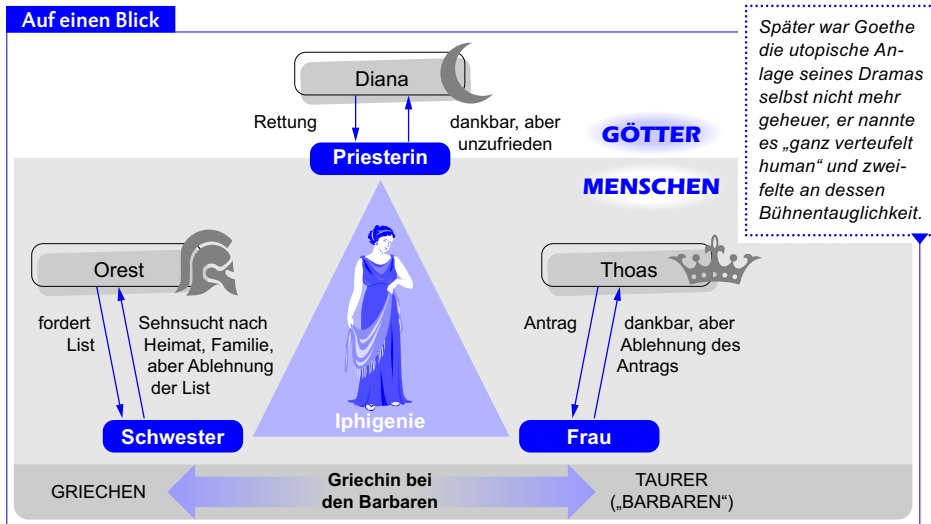 Auf einen Blick
Später war Goethe
die utopische An-
lage seines Dramas
selbst nicht mehr
geheuer, er nannte
es „ganz verteufelt
human“ und zwei-
felte an dessen
Bühnentauglichkeit.
Diana
Rettung
dankbar, aber
unzufrieden
Priesterin
GÖTTER
MENSCHEN
Orest
fordert
List
Sehnsucht nach
Heimat, Familie,
aber Ablehnung
der List
Schwester
Iphigenie
Thoas
Antrag
dankbar, aber
Ablehnung des
Antrags
Frau
GRIECHEN
Griechin bei
den Barbaren
TAURER
(„BARBAREN“)